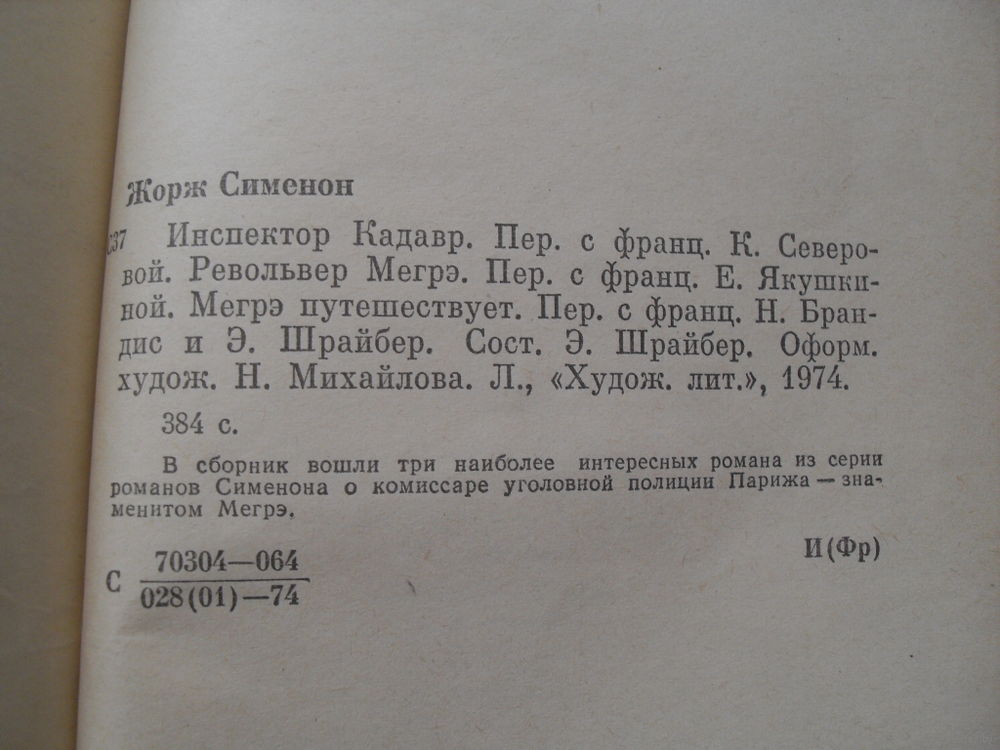 Жорж Сименон
С37 Инспектор Кадавр. Пер. с франц. К. Северо-
вой. Револьвер Мегрэ. Пер. с франц. Е. Якушки-
ной. Мегрэ путешествует. Пер. с франц. Н. Бран-
дис и Э. Шрайбер. Сост. Э. Шрайбер. Оформ.
худож. Н. Михайлова. Л., «Худож. лит.», 1974.
384 с.
В сборник вошли три наиболее интересных романа из серии
романов Сименона о комиссаре уголовной полиции Парижа — зна-
менитом Мегрэ.
С 70304—064
028(01)—74
И(Фр)